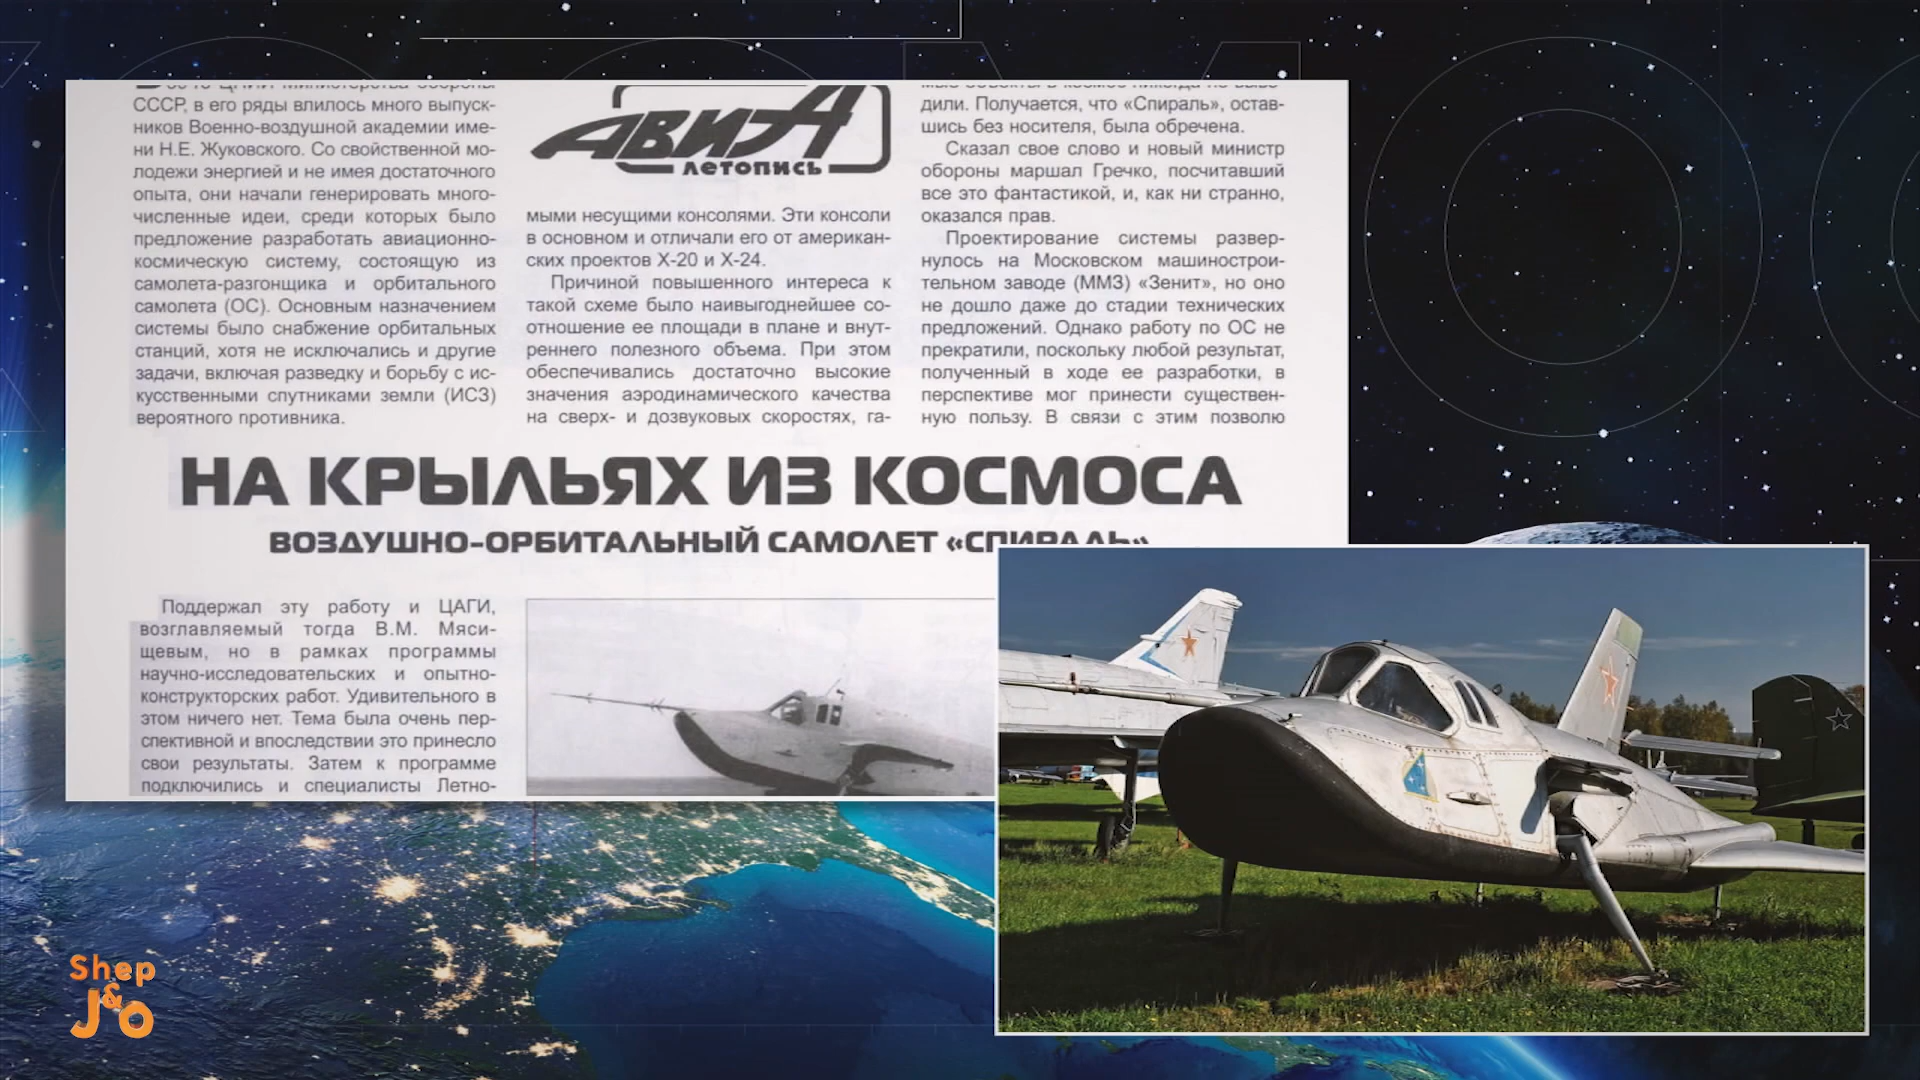 СССР, в его ряды влилось много выпуск-
ников Военно-воздушной академии име-
ни Н.Е. Жуковского. Со свойственной мо-
лодежи энергией и не имея достаточного
опыта, они начали генерировать много-
численные идеи, среди которых было
предложение разработать авиационно-
космическую систему, состоящую из
самолета-разгонщика и орбитального
самолета (ОС). Основным назначением
системы было снабжение орбитальных
станций, хотя не исключались и другие
задачи, включая разведку и борьбу с ис-
кусственными спутниками земли (ИСЗ)
вероятного противника.
АВИА
летопись
мыми несущими консолями. Эти консоли
в основном и отличали его от американ-
ских проектов Х-20 и Х-24.
Причиной повышенного интереса к
такой схеме было наивыгоднейшее со-
отношение ее площади в плане и внут-
реннего полезного объема. При этом
обеспечивались достаточно высокие
значения аэродинамического качества
на сверх- и дозвуковых скоростях, га-
дили. Получается, что «Спираль», остав-
шись без носителя, была обречена.
Сказал свое слово и новый министр
обороны маршал Гречко, посчитавший
все это фантастикой, и, как ни странно,
оказался прав.
Проектирование системы развер-
нулось на Московском машинострои-
тельном заводе (ММЗ) «Зенит», но оно
не дошло даже до стадии технических
предложений. Однако работу по ОС не
прекратили, поскольку любой результат,
полученный в ходе ее разработки, в
перспективе мог принести существен-
ную пользу. В связи с этим позволю
НА КРЫЛЬЯХ ИЗ КОСМОСА
ВОЗДУШНО-ОРБИТАЛЬНЫЙ САМОЛЕТ «СПИРАЛЬ»
Поддержал эту работу и ЦАГИ,
возглавляемый тогда В.М. Мяси-
щевым, но в рамках программы
научно-исследовательских и опытно-
конструкторских работ. Удивительного в
этом ничего нет. Тема была очень пер-
спективной и впоследствии это принесло
свои результаты. Затем к программе
подключились и специалисты Летно-
Shep
&
JO